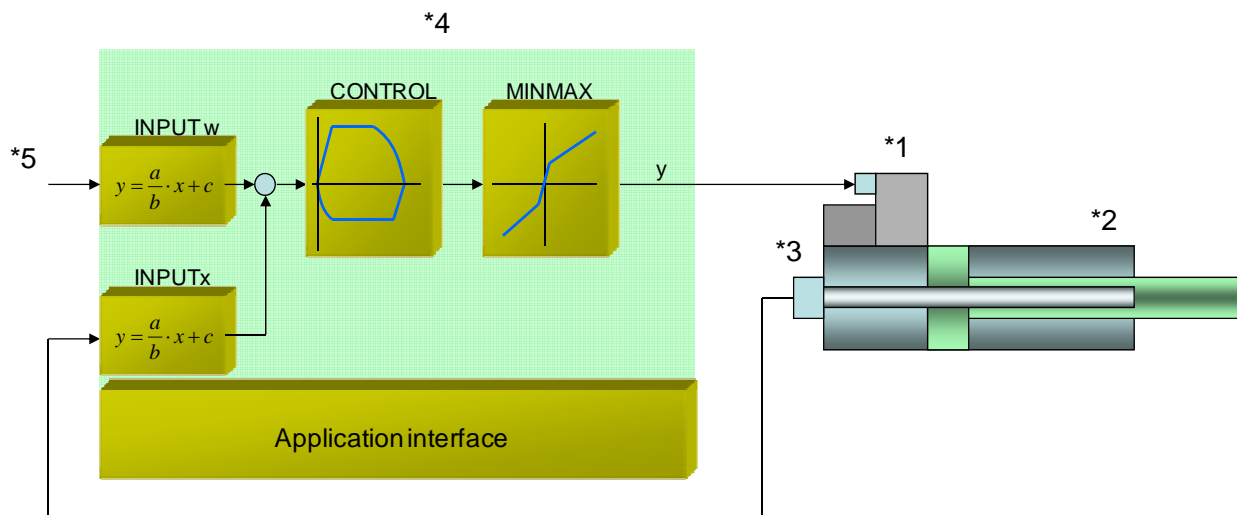 *4
CONTROL
MINMAX
INPUT w
*5
y = a/b · x + c
y
*1
*2
*3
INPUTx
y = a/b · x + c
Application interface